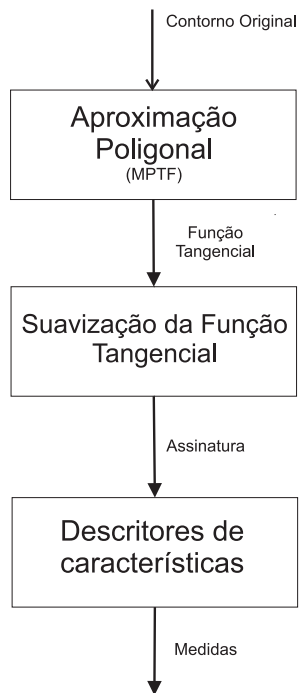 Contorno Original
Aproximação
Poligonal
(MPTF)
Função
Tangencial
Suavização da Função
Tangencial
Assinatura
Descritores de
características
Medidas